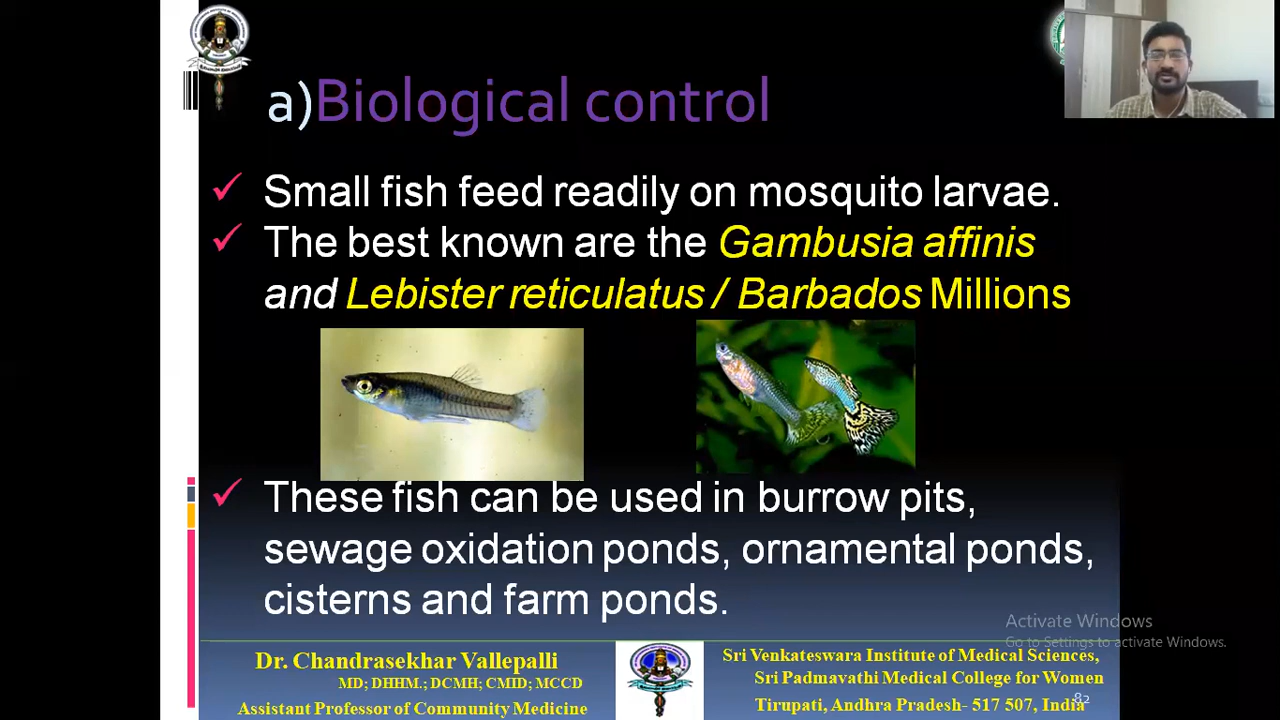 a)Biological control
✓ Small fish feed readily on mosquito larvae.
✓ The best known are the Gambusia affinis
and Lebister reticulatus / Barbados Millions
✓ These fish can be used in burrow pits,
sewage oxidation ponds, ornamental ponds,
cisterns and farm ponds.
Activate Windows
Go to Settings to activate Windows.
Dr. Chandrasekhar Vallepalli
MD; DHHM.; DCMH; CMID; MCCD
Assistant Professor of Community Medicine
Sri Venkateswara Institute of Medical Sciences,
Sri Padmavathi Medical College for Women
Tirupati, Andhra Pradesh- 517 507, India
82